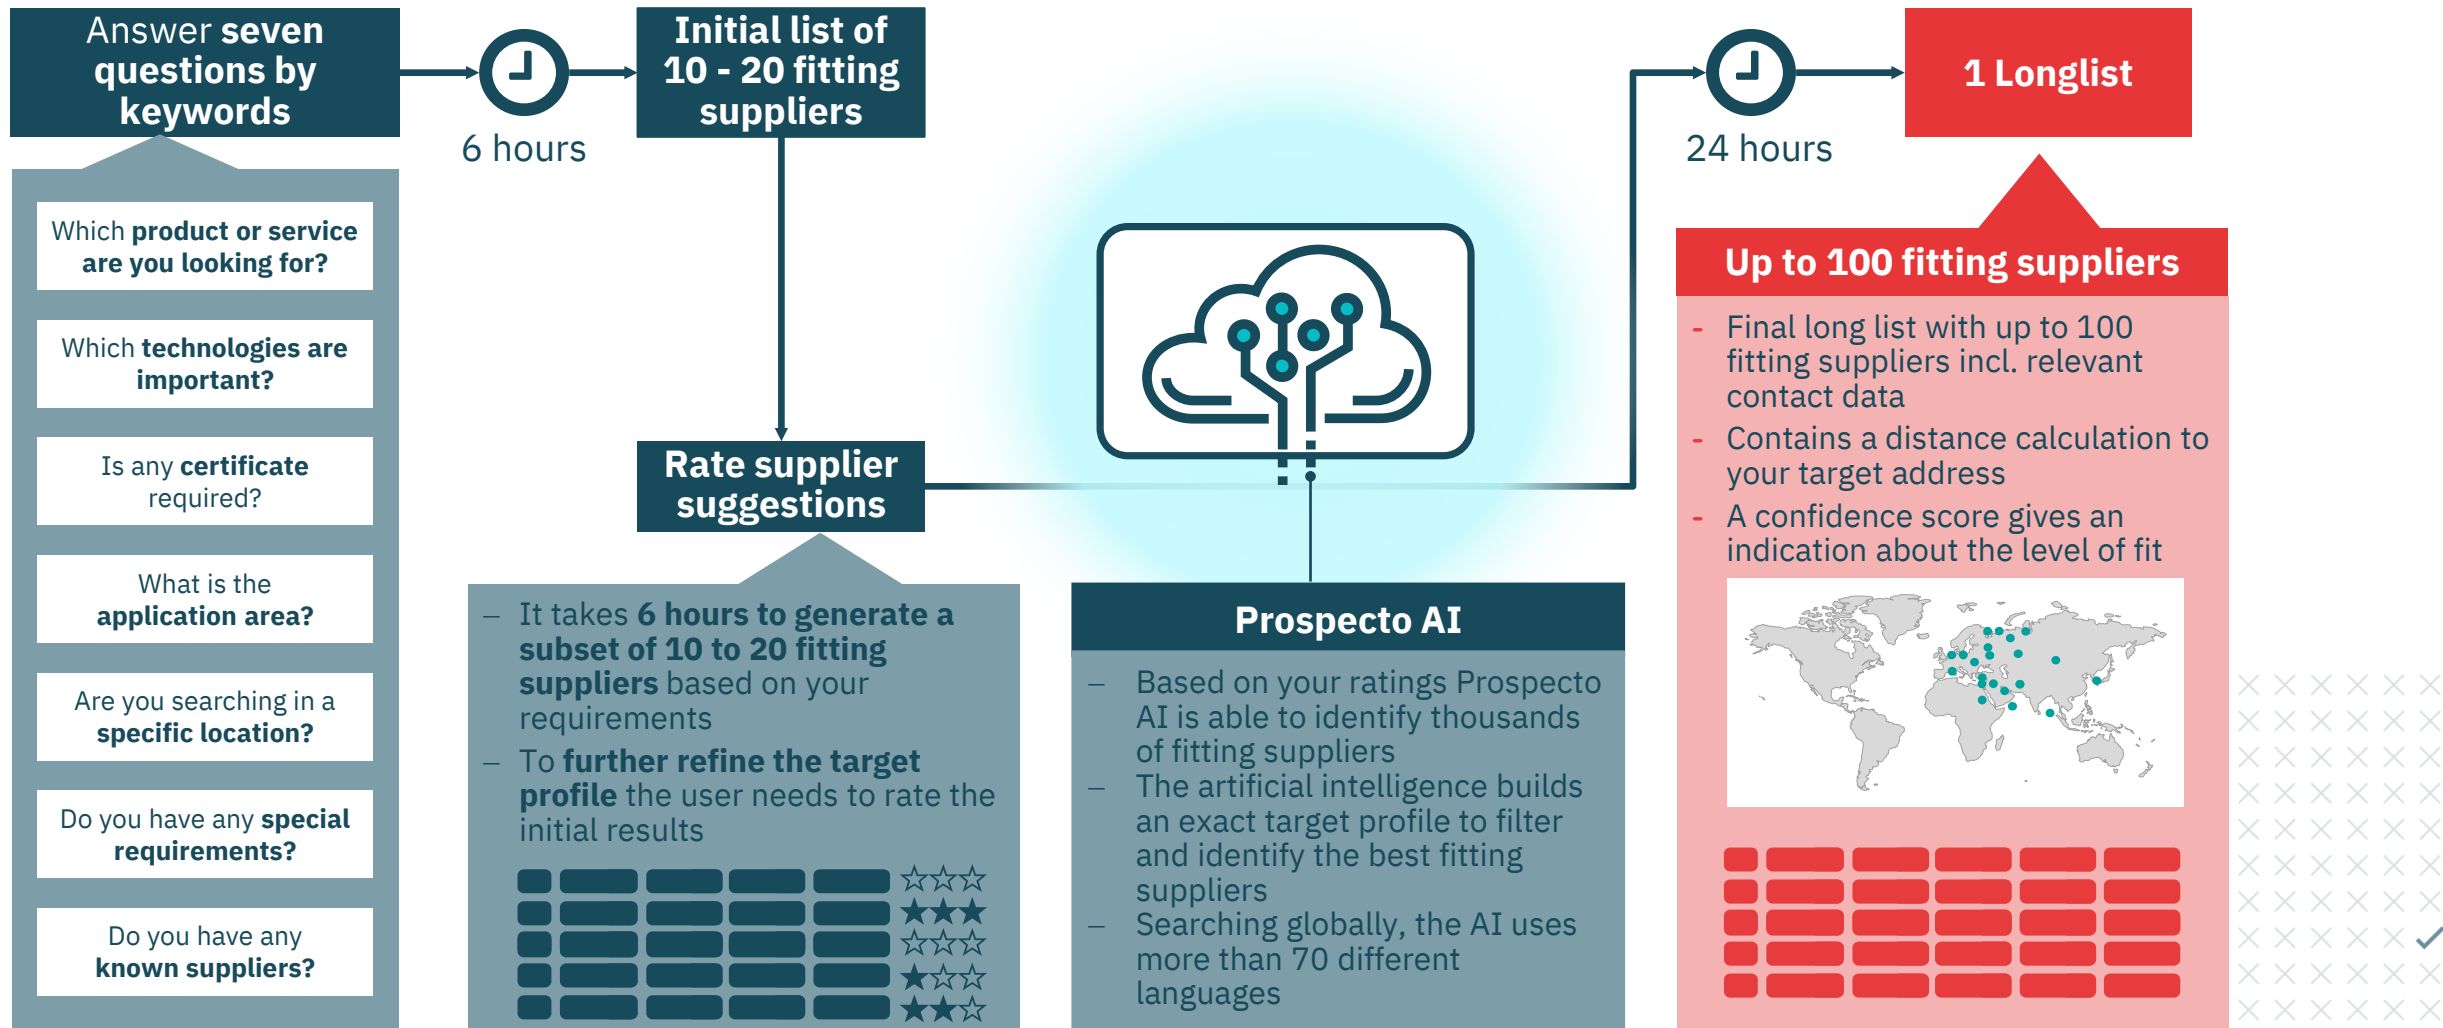 Answer seven
questions by
keywords
6 hours
Initial list of
10 - 20 fitting
suppliers
24 hours
1 Longlist
Which product or service
are you looking for?
Which technologies are
important?
Is any certificate
required?
What is the
application area?
Are you searching in a
specific location?
Do you have any special
requirements?
Do you have any
known suppliers?
Rate supplier
suggestions
– It takes 6 hours to generate a
subset of 10 to 20 fitting
suppliers based on your
requirements
– To further refine the target
profile the user needs to rate the
initial results
Prospecto AI
– Based on your ratings Prospecto
AI is able to identify thousands
of fitting suppliers
– The artificial intelligence builds
an exact target profile to filter
and identify the best fitting
suppliers
– Searching globally, the AI uses
more than 70 different
languages
Up to 100 fitting suppliers
- Final long list with up to 100
fitting suppliers incl. relevant
contact data
- Contains a distance calculation to
your target address
- A confidence score gives an
indication about the level of fit